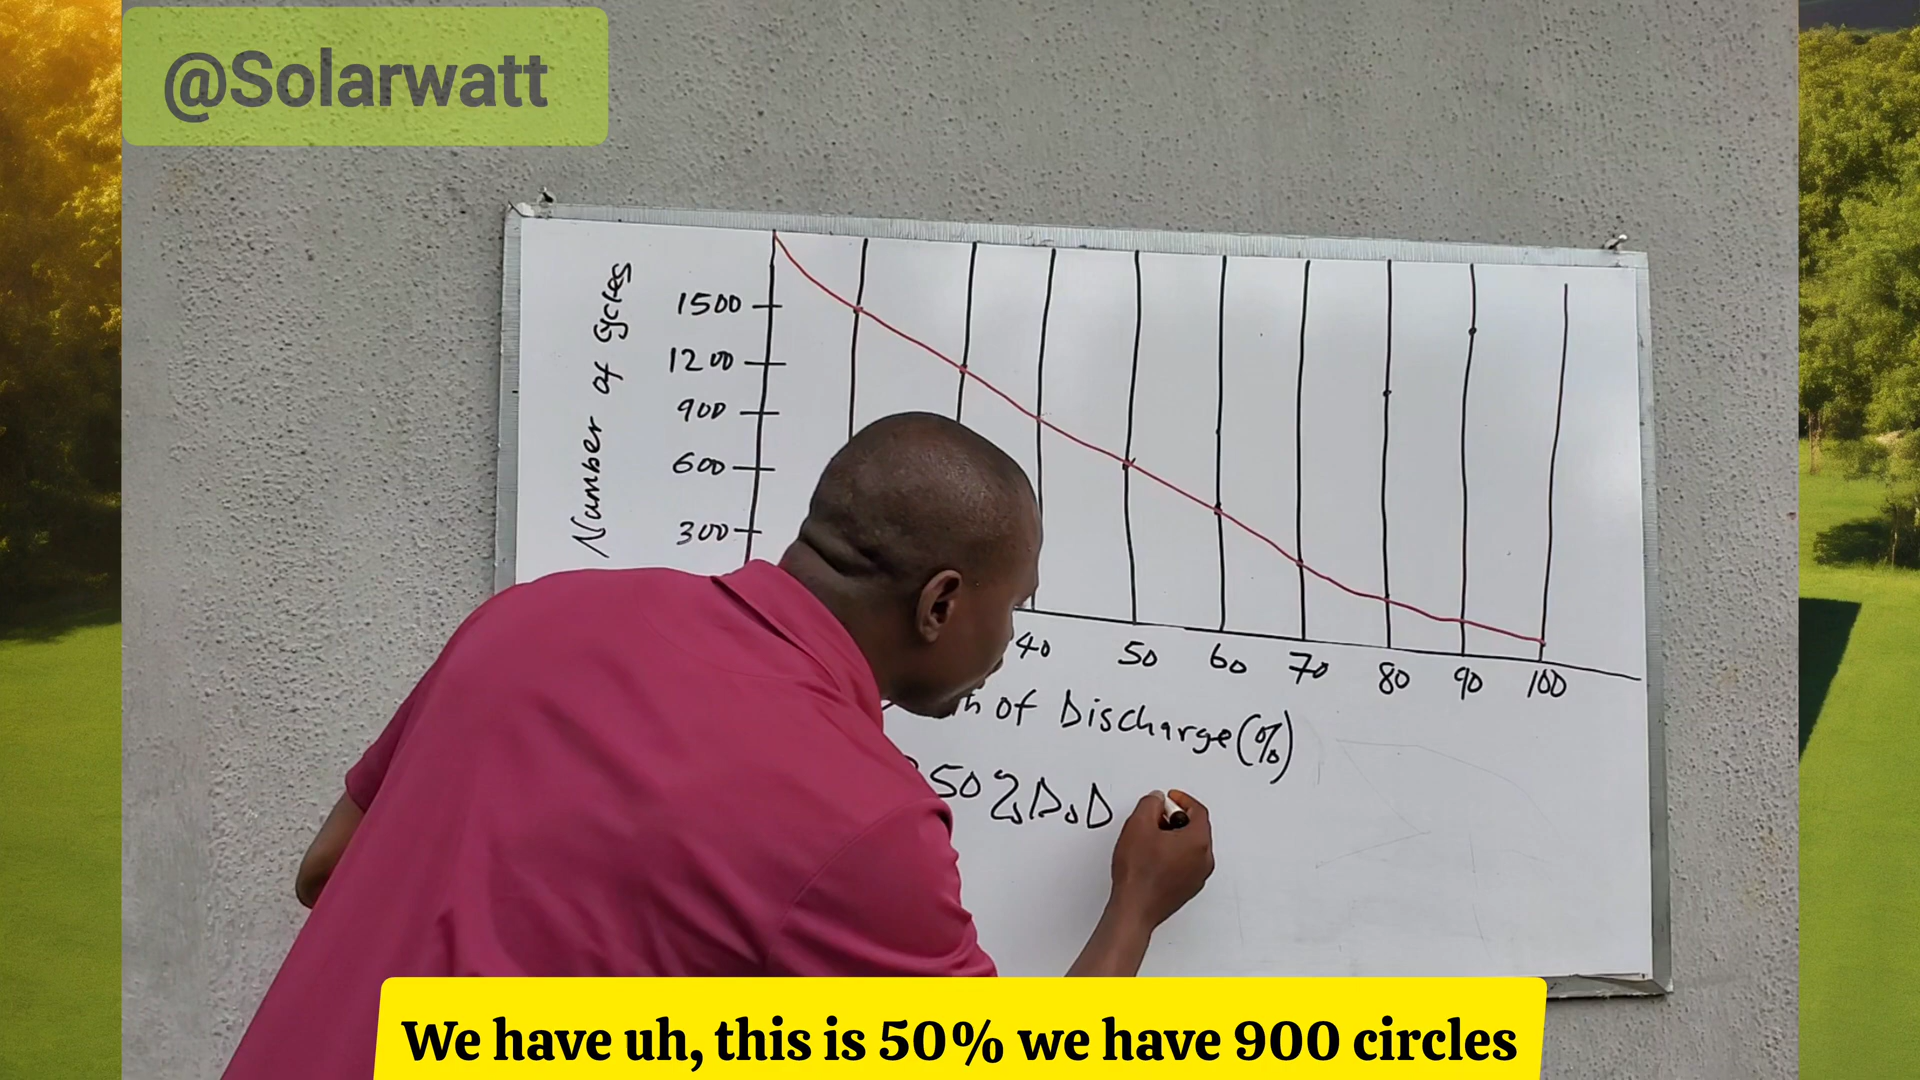 @Solarwatt
Number of Cycles
1500
1200
900
600
300
40 50 60 70 80 90 100
of Discharge (%)
50% D.D
We have uh, this is 50% we have 900 circles